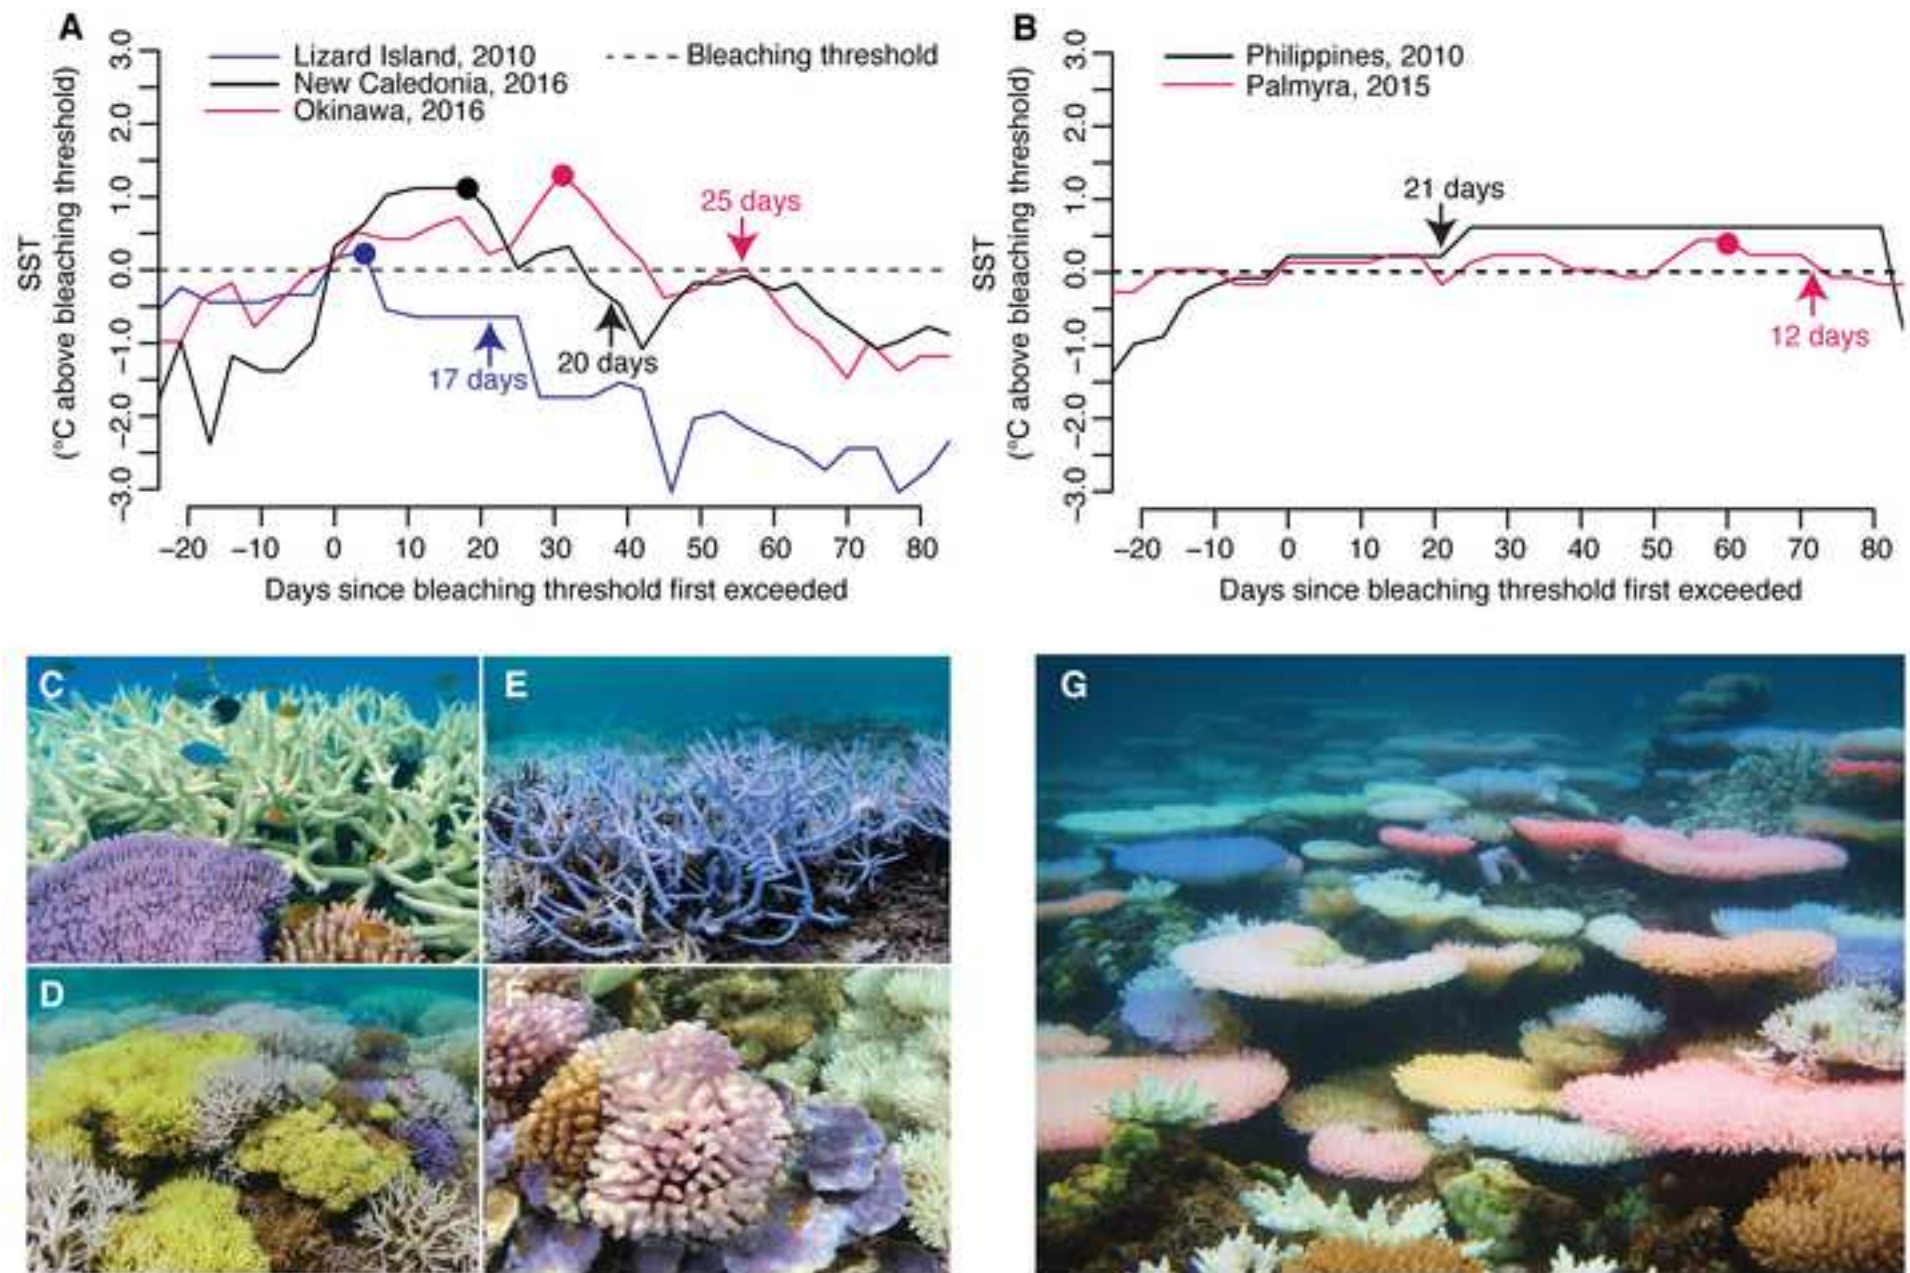 A
Lizard Island, 2010
New Caledonia, 2016
Okinawa, 2016
Bleaching threshold
SST
(°C above bleaching threshold)
3.0
2.0
1.0
0.0
−1.0
−2.0
−3.0
25 days
20 days
17 days
−20 −10 0 10 20 30 40 50 60 70 80
Days since bleaching threshold first exceeded
B
Philippines, 2010
Palmyra, 2015
SST
(°C above bleaching threshold)
3.0
2.0
1.0
0.0
−1.0
−2.0
−3.0
21 days
12 days
−20 −10 0 10 20 30 40 50 60 70 80
Days since bleaching threshold first exceeded
C
E
G
D
F